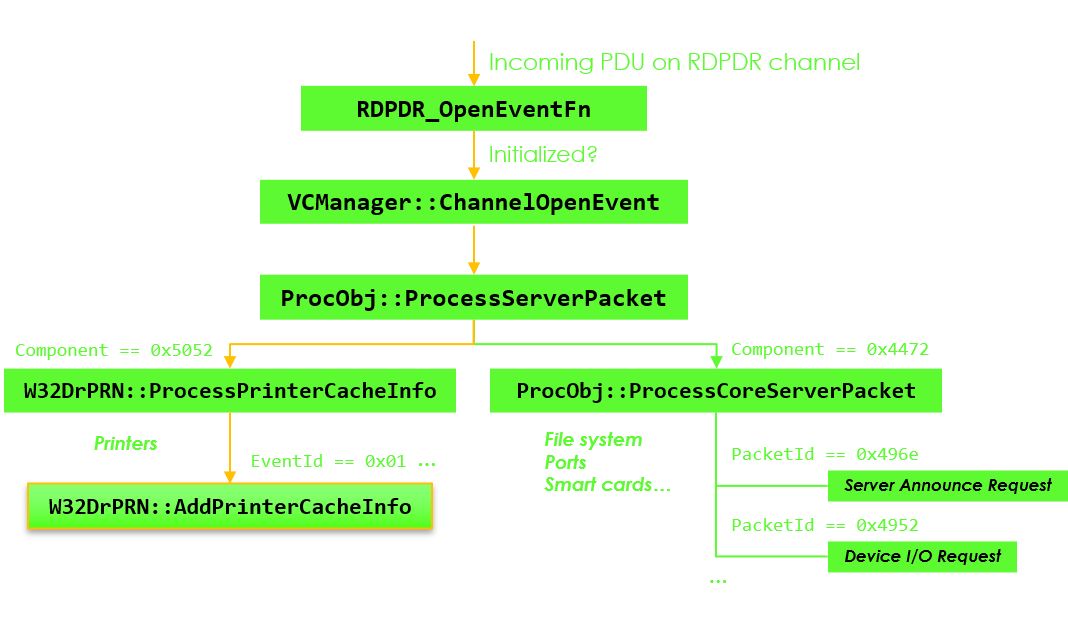 Incoming PDU on RDPDR channel
RDPDR_OpenEventFn
Initialized?
VCManager::ChannelOpenEvent
ProcObj::ProcessServerPacket
Component == 0x5052
Component == 0x4472
W32DrPRN::ProcessPrinterCacheInfo
ProcObj::ProcessCoreServerPacket
Printers
EventId == 0x01 ...
W32DrPRN::AddPrinterCacheInfo
File system
Ports
Smart cards...
PacketId == 0x496e
Server Announce Request
PacketId == 0x4952
Device I/O Request
...